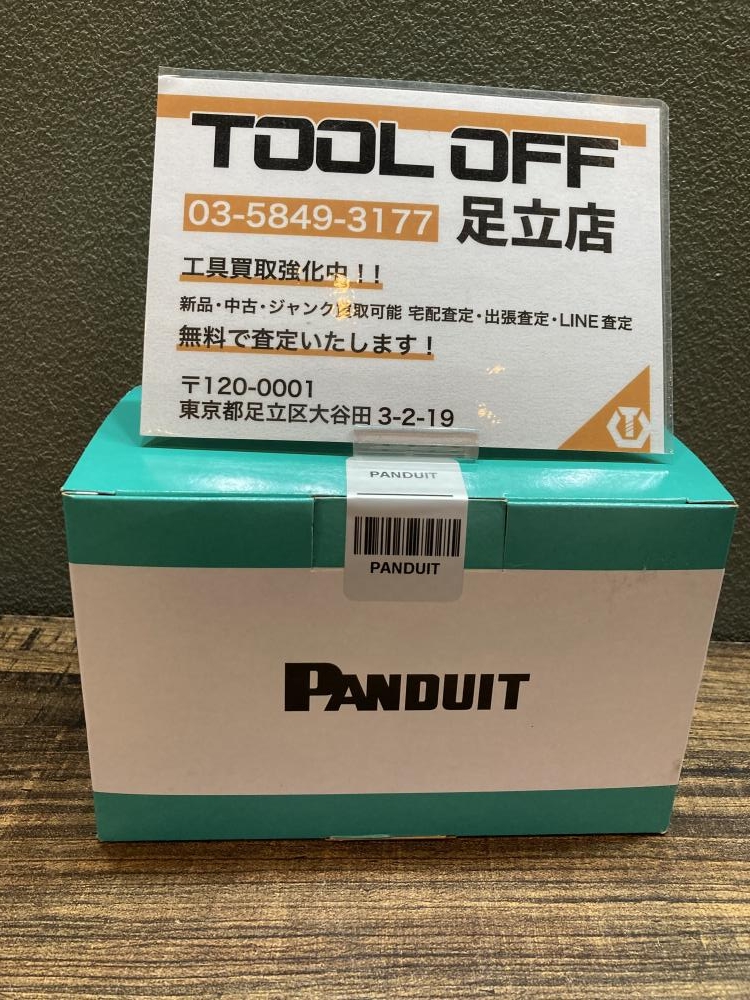 TOOL OFF
03-5849-3177 足立店
工具買取強化中!!
新品・中古・ジャンク買取可能 宅配査定・出張査定・LINE査定
無料で査定いたします!
〒120-0001
東京都足立区大谷田3-2-19
PANDUIT
PANDUIT
PANDUIT